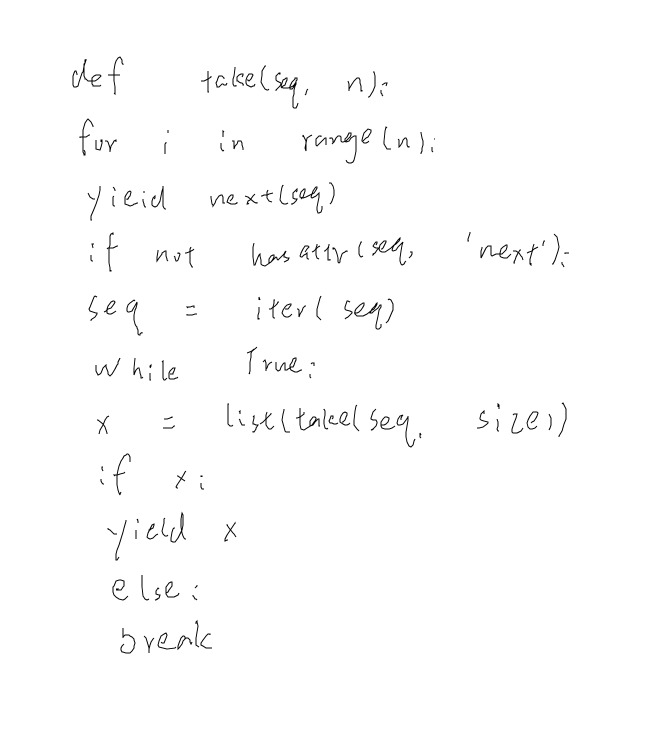 def take(seq, n):
for i in range(n):
yield next(seq)
if not hasattr(seq, 'next'):
seq = iter(seq)
while True:
x = list(take(seq, size))
if x:
yield x
else:
break